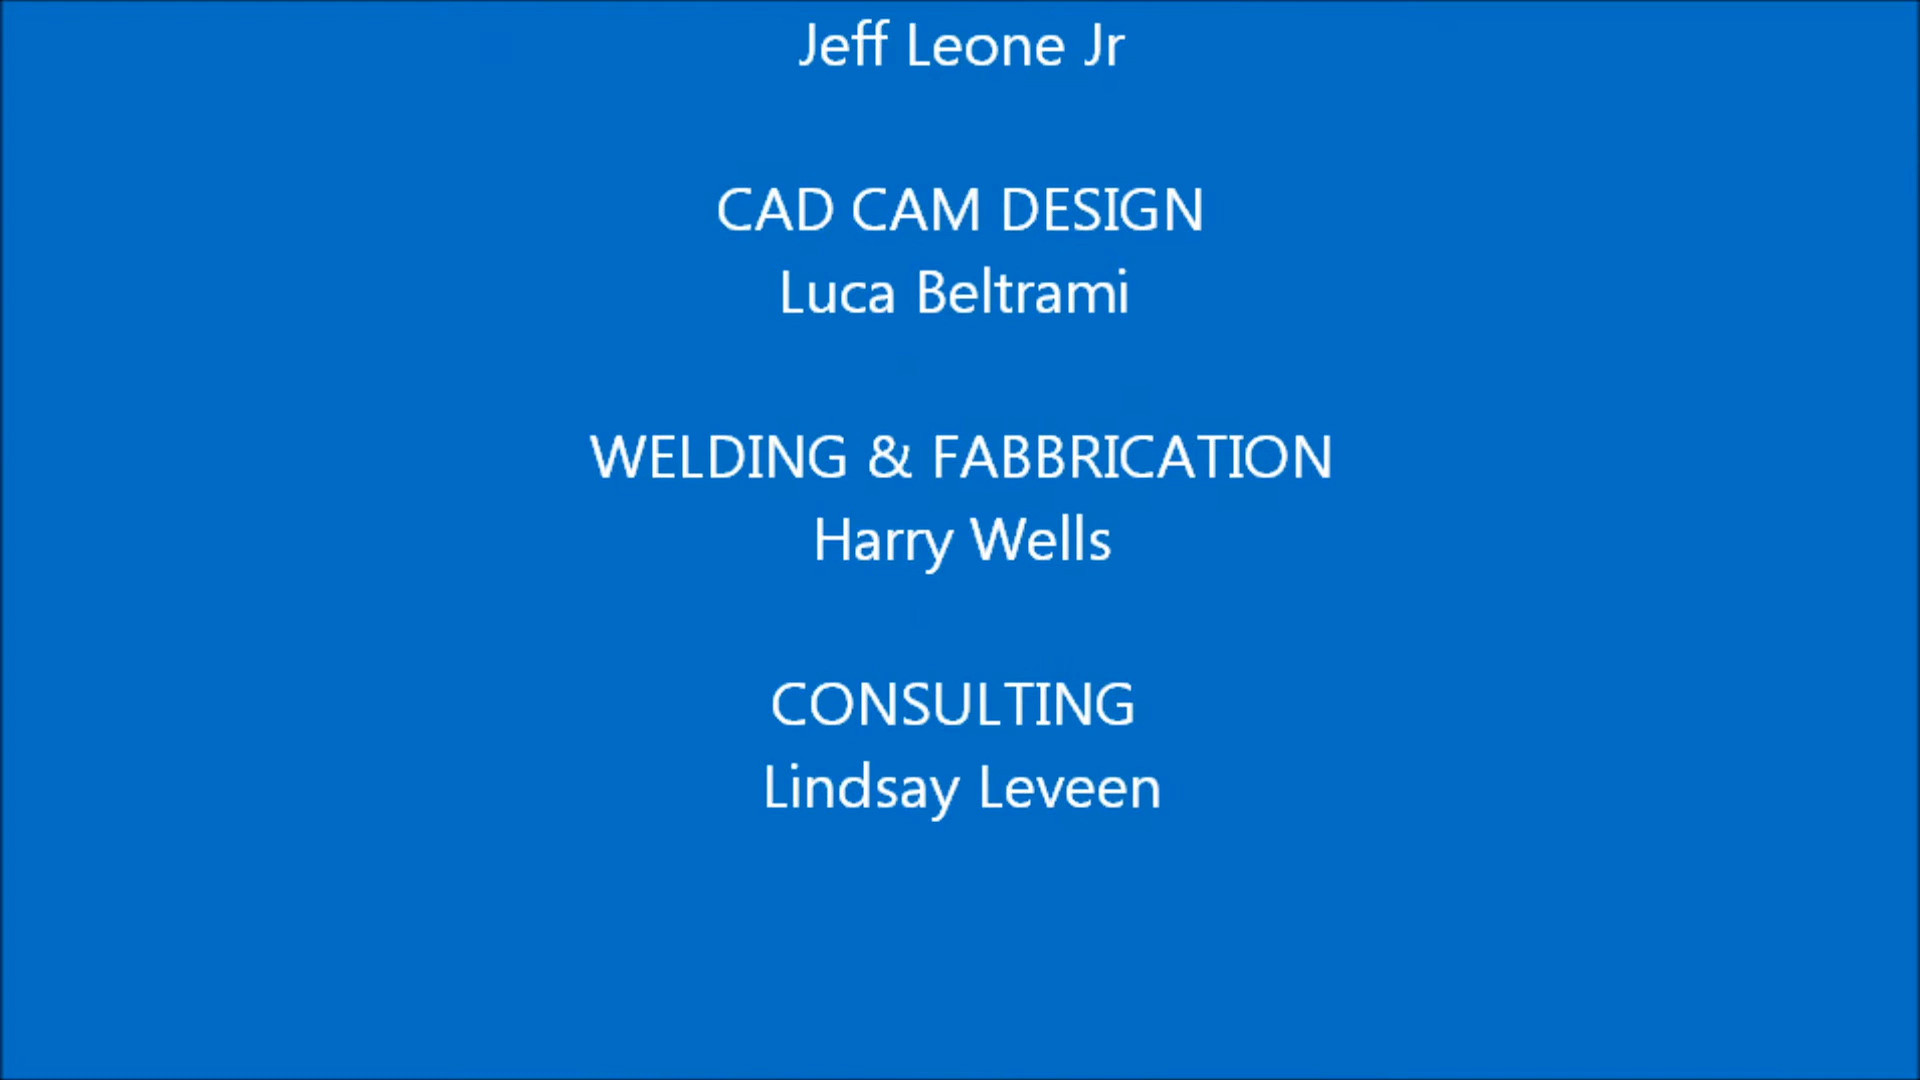 Jeff Leone Jr
CAD CAM DESIGN
Luca Beltrami
WELDING & FABBRICATION
Harry Wells
CONSULTING
Lindsay Leveen